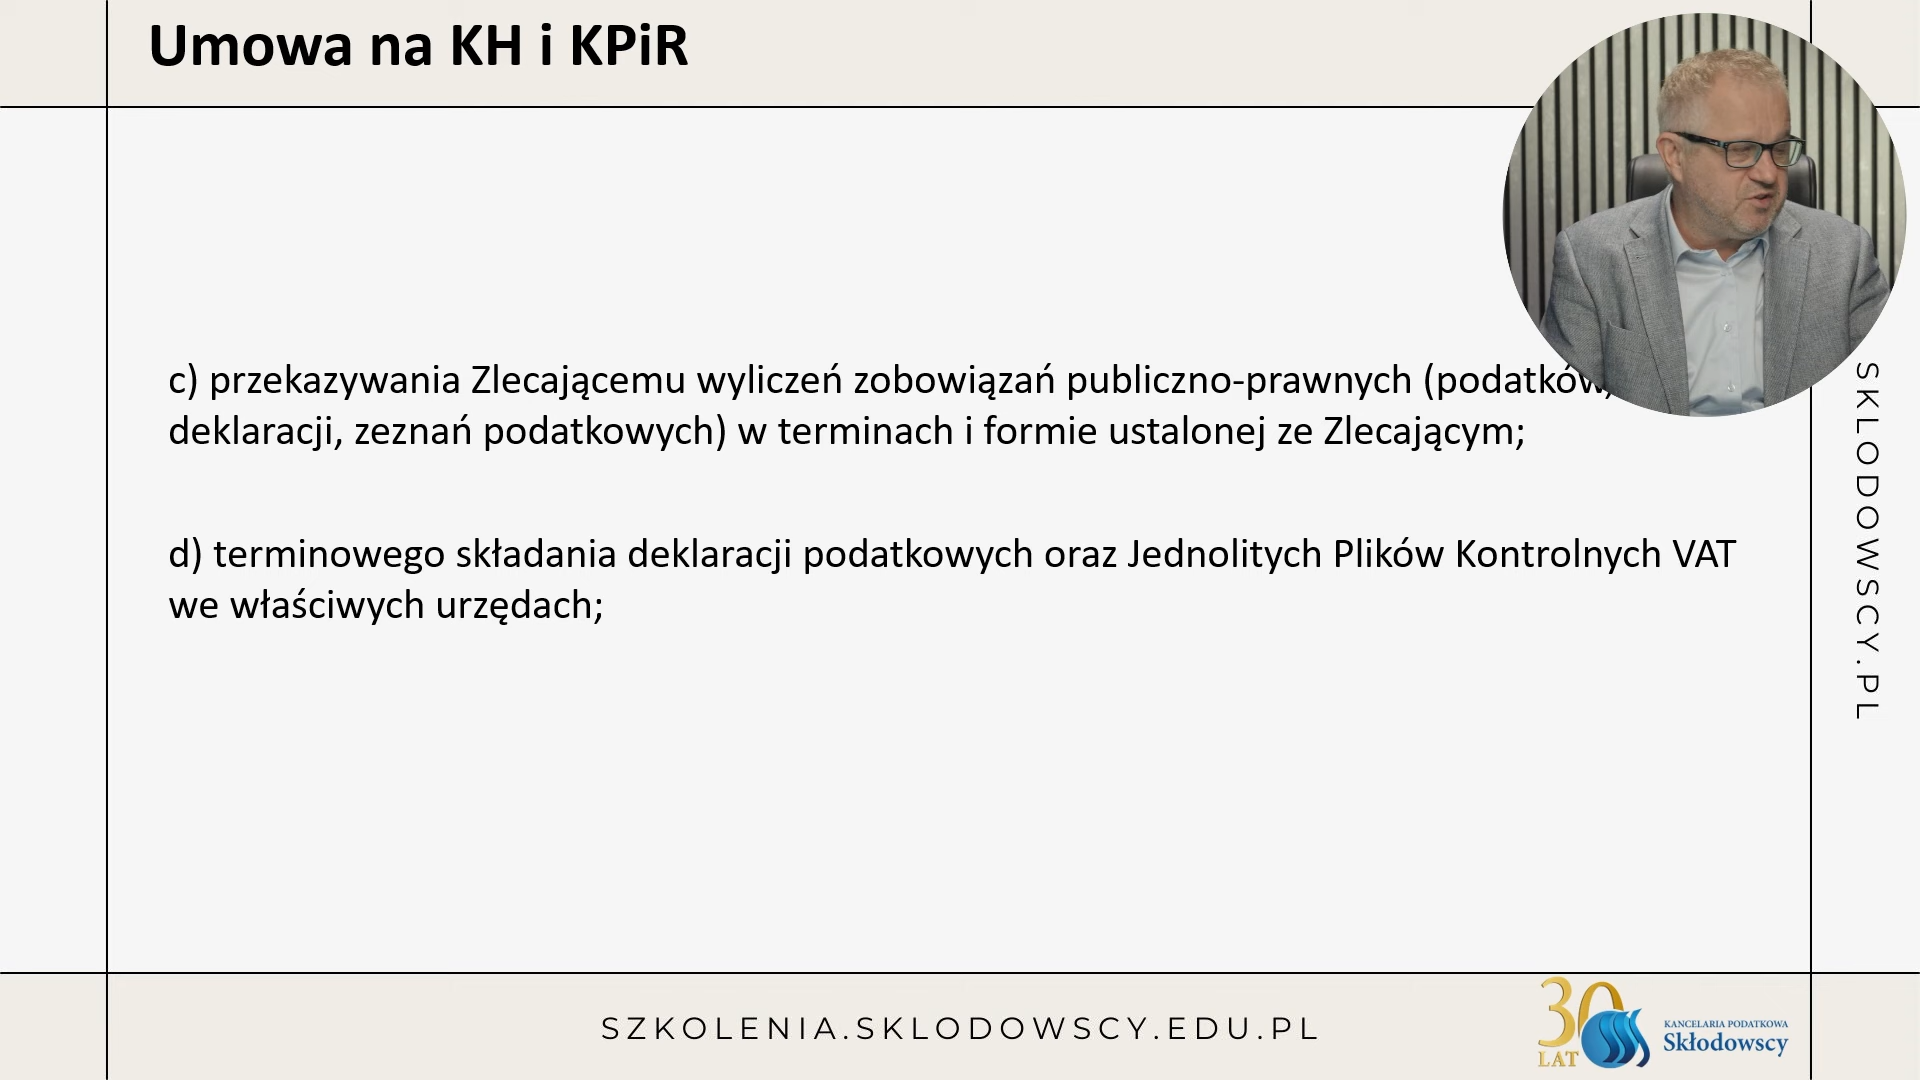 Umowa na KH i KPiR
c) przekazywania Zlecającemu wyliczeń zobowiązań publiczno-prawnych (podatków,
deklaracji, zeznań podatkowych) w terminach i formie ustalonej ze Zlecającym;
d) terminowego składania deklaracji podatkowych oraz Jednolitych Plików Kontrolnych VAT
we właściwych urzędach;
SKLODOWSCY.PL
SZKOLENIA.SKLODOWSCY.EDU.PL
30
LAT
KANCELARIA PODATKOWA
Skłodowscy